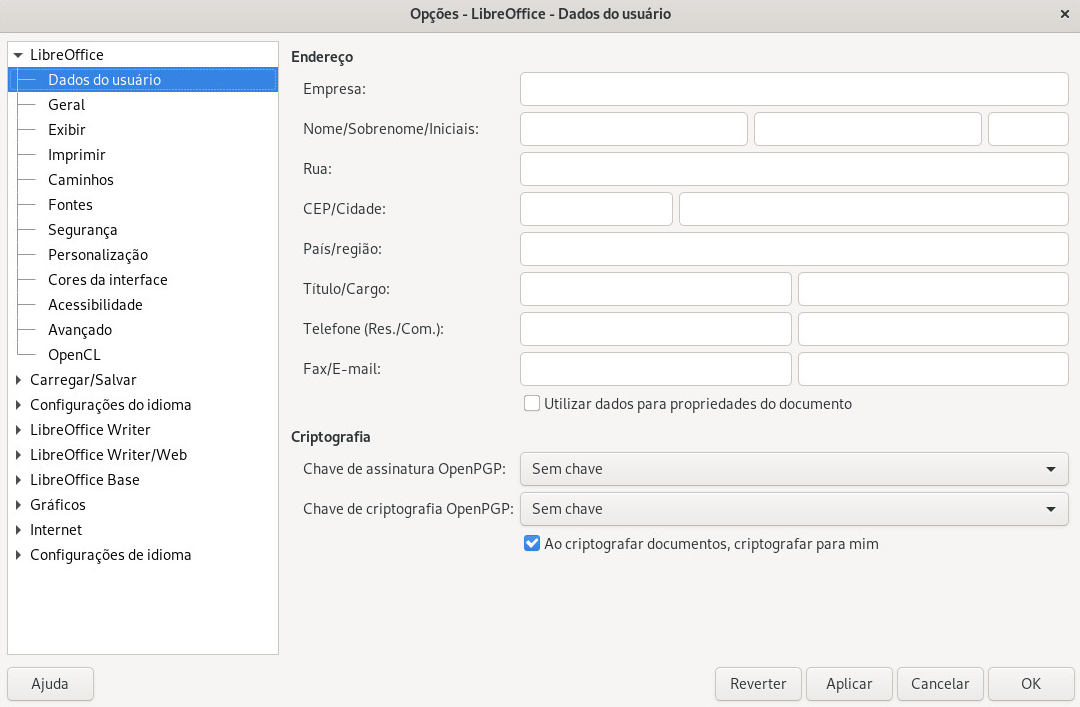 Opções - LibreOffice - Dados do usuário
LibreOffice
Dados do usuário
Geral
Exibir
Imprimir
Caminhos
Fontes
Segurança
Personalização
Cores da interface
Acessibilidade
Avançado
OpenCL
Carregar/Salvar
Configurações do idioma
LibreOffice Writer
LibreOffice Writer/Web
LibreOffice Base
Gráficos
Internet
Configurações de idioma
Endereço
Empresa:
Nome/Sobrenome/Iniciais:
Rua:
CEP/Cidade:
País/região:
Título/Cargo:
Telefone (Res./Com.):
Fax/E-mail:
Utilizar dados para propriedades do documento
Criptografia
Chave de assinatura OpenPGP: Sem chave
Chave de criptografia OpenPGP: Sem chave
Ao criptografar documentos, criptografar para mim
Ajuda Reverter Aplicar Cancelar OK